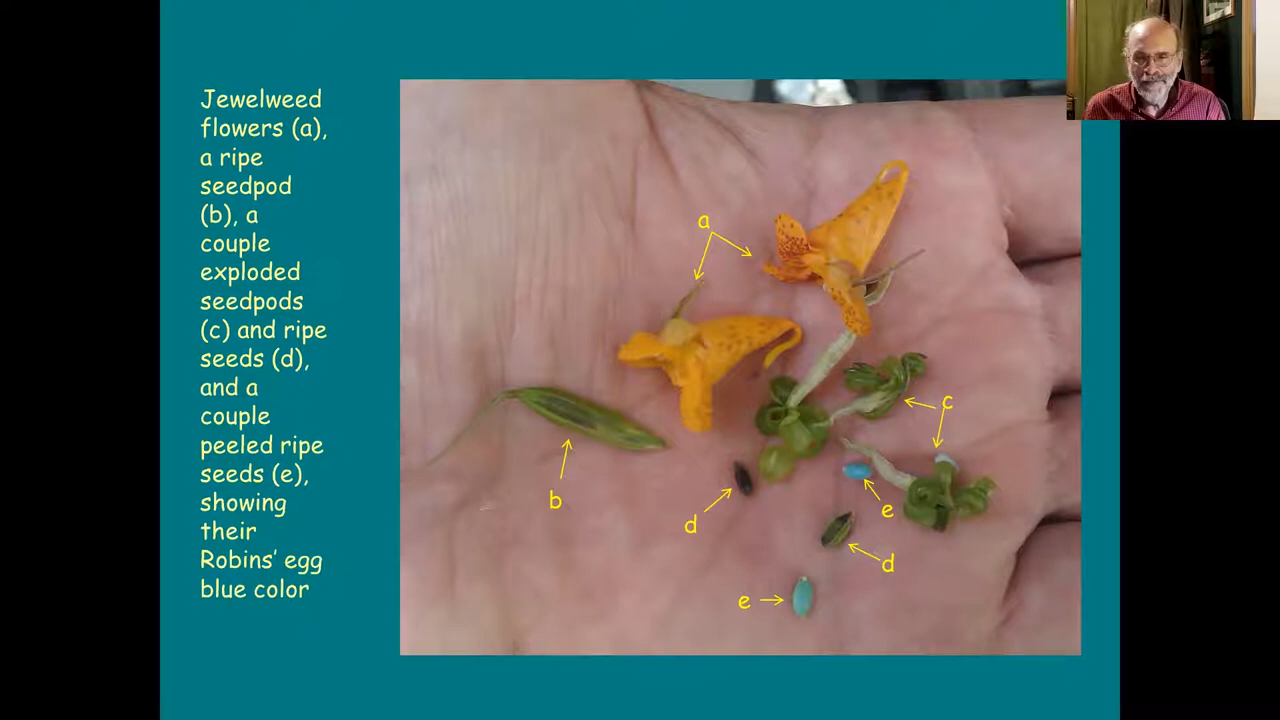 Jewelweed
flowers (a),
a ripe
seedpod
(b), a
couple
exploded
seedpods
(c) and ripe
seeds (d),
and a
couple
peeled ripe
seeds (e),
showing
their
Robins’ egg
blue color
a
c
b
e
d
d
e